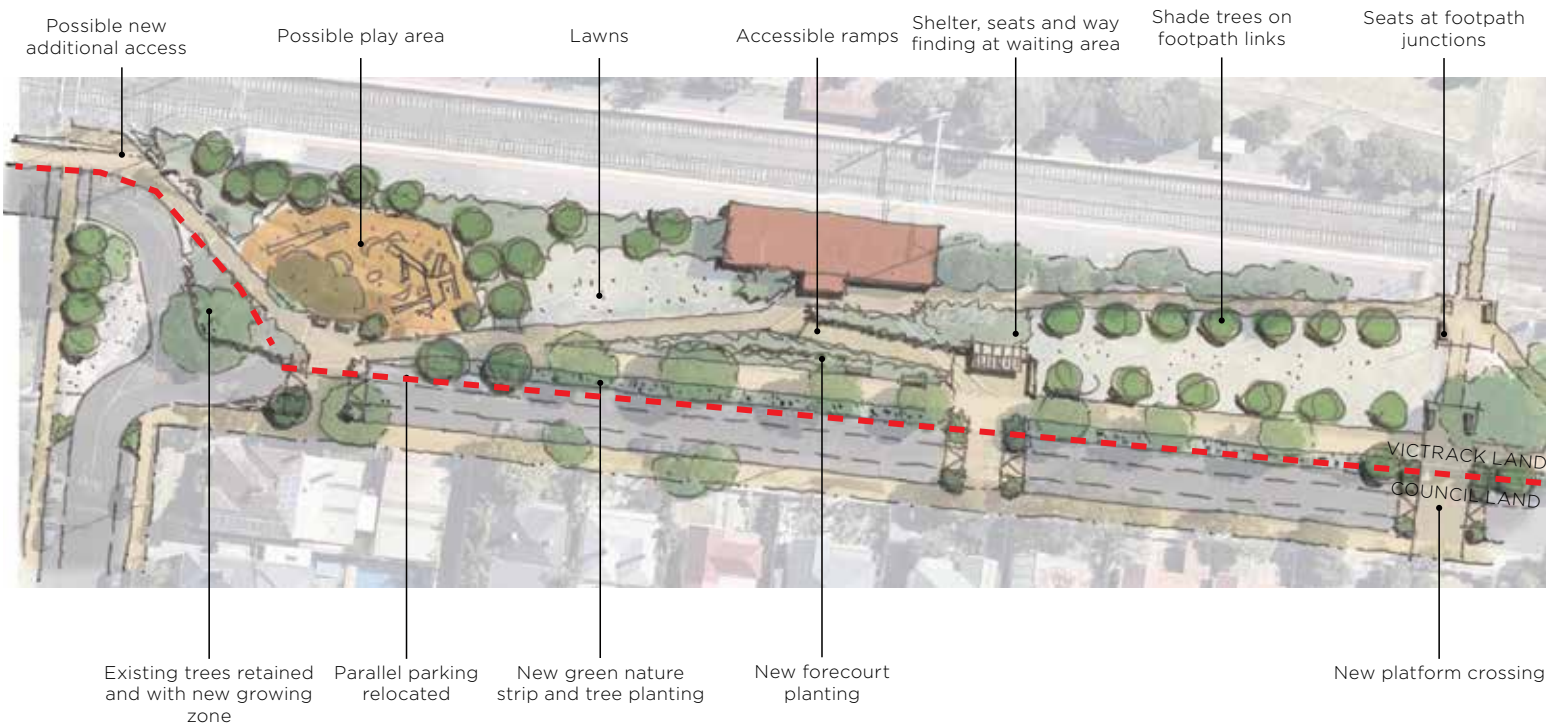 Possible new
additional access
Possible play area
Lawns
Accessible ramps
Shelter, seats and way
finding at waiting area
Shade trees on
footpath links
Seats at footpath
junctions
VICTRACK LAND
COUNCIL LAND
Existing trees retained
and with new growing
zone
Parallel parking
relocated
New green nature
strip and tree planting
New forecourt
planting
New platform crossing